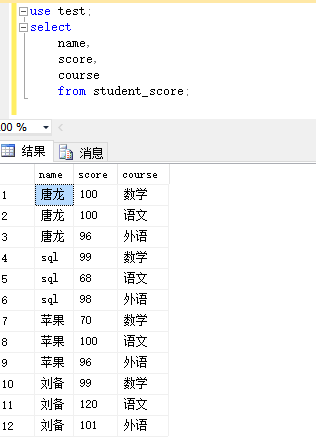 use test;
select
name,
score,
course
from student_score;
00 %
结果 消息
name score course
1 唐龙 100 数学
2 唐龙 100 语文
3 唐龙 96 外语
4 sql 99 数学
5 sql 68 语文
6 sql 98 外语
7 苹果 70 数学
8 苹果 100 语文
9 苹果 96 外语
10 刘备 99 数学
11 刘备 120 语文
12 刘备 101 外语